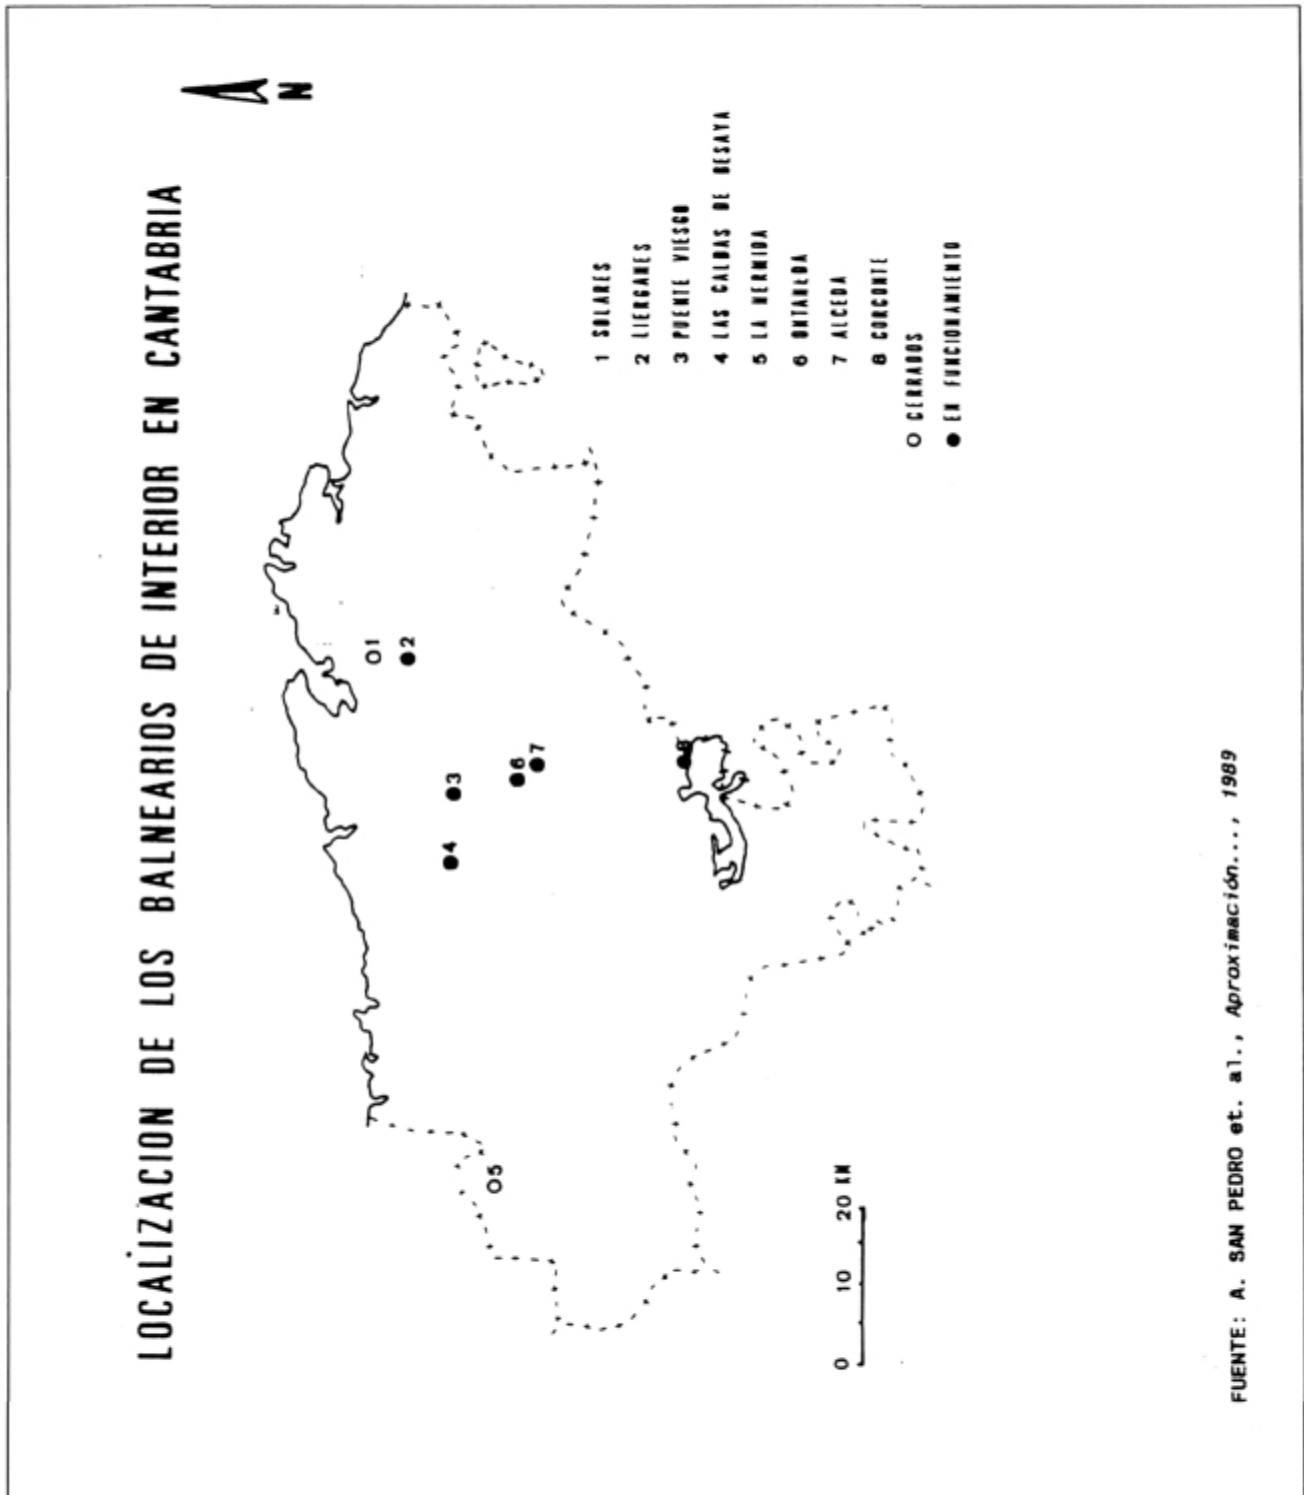 LOCALIZACION DE LOS BALNEARIOS DE INTERIOR EN CANTABRIA
N
O1
2
3
4
6
7
8
O5
1 SOLARES
2 LIERGANES
3 PUENTE VIESGO
4 LAS CALDAS DE BESAYA
5 LA HERMIDA
6 ONTANEDA
7 ALCEDA
8 CORCONTE
CERRADOS
EN FUNCIONAMIENTO
0 10 20 KM
FUENTE: A. SAN PEDRO et. al., Aproximación..., 1989